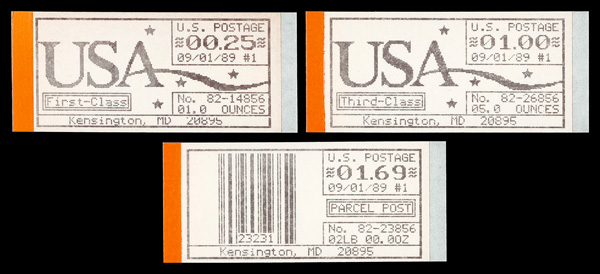 USA
U.S. POSTAGE
≈00.25≈
09/01/89 #1
First-Class
No. 82-14856
01.0 OUNCES
Kensington, MD 20895
USA
U.S. POSTAGE
≈01.00≈
09/01/89 #1
Third-Class
No. 82-26856
05.0 OUNCES
Kensington, MD 20895
23231
U.S. POSTAGE
≈01.69≈
09/01/89 #1
PARCEL POST
No. 82-23856
02LB 00.0OZ
Kensington, MD 20895